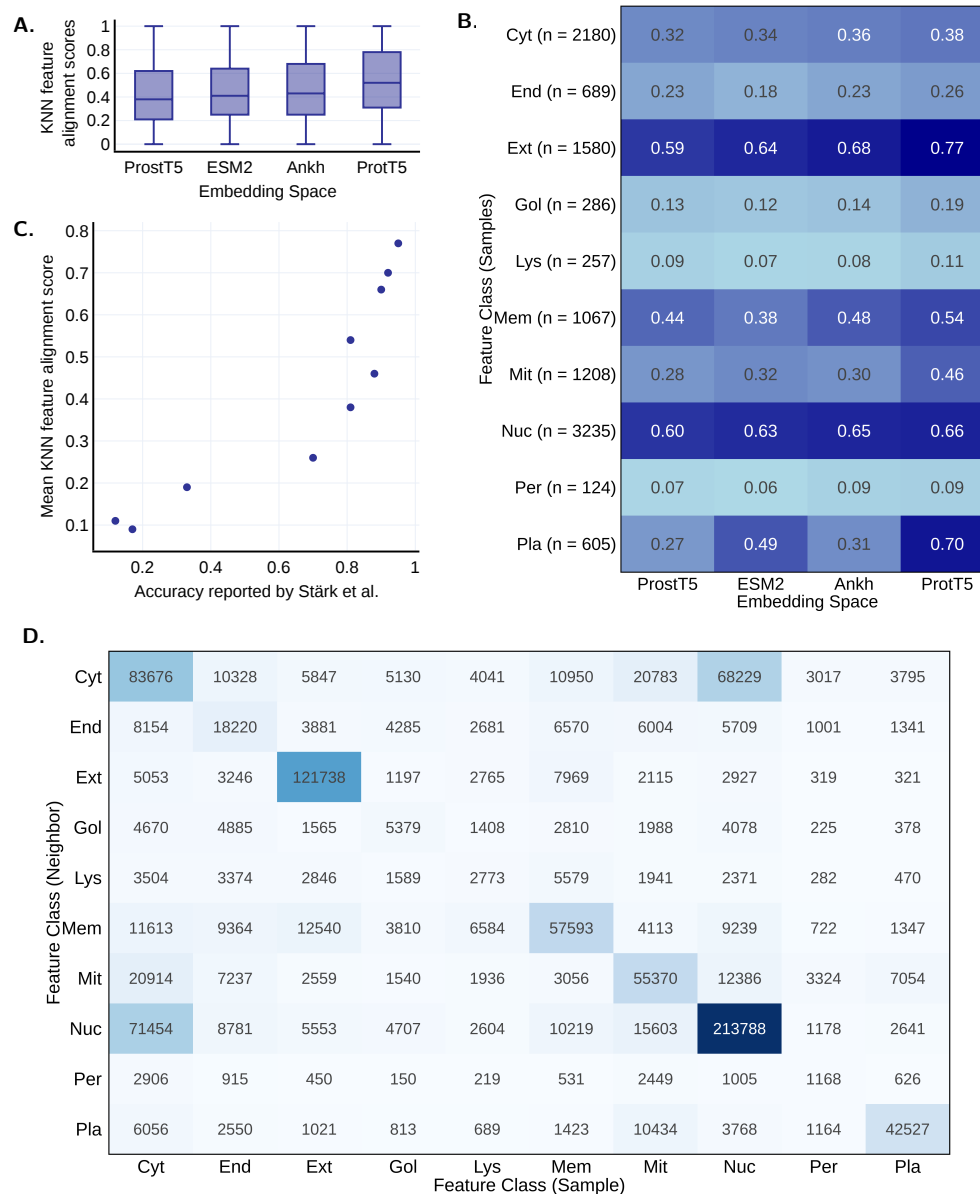 A.
KNN feature
alignment scores
1
0.8
0.6
0.4
0.2
0
ProstT5 ESM2 Ankh ProtT5
Embedding Space
B.
Feature Class (Samples)
Cyt (n = 2180) 0.32 0.34 0.36 0.38
End (n = 689) 0.23 0.18 0.23 0.26
Ext (n = 1580) 0.59 0.64 0.68 0.77
Gol (n = 286) 0.13 0.12 0.14 0.19
Lys (n = 257) 0.09 0.07 0.08 0.11
Mem (n = 1067) 0.44 0.38 0.48 0.54
Mit (n = 1208) 0.28 0.32 0.30 0.46
Nuc (n = 3235) 0.60 0.63 0.65 0.66
Per (n = 124) 0.07 0.06 0.09 0.09
Pla (n = 605) 0.27 0.49 0.31 0.70
ProstT5 ESM2 Ankh ProtT5
Embedding Space
C.
Mean KNN feature alignment score
0.8
0.7
0.6
0.5
0.4
0.3
0.2
0.1
0.2 0.4 0.6 0.8 1
Accuracy reported by Stärk et al.
D.
Feature Class (Neighbor)
Cyt 83676 10328 5847 5130 4041 10950 20783 68229 3017 3795
End 8154 18220 3881 4285 2681 6570 6004 5709 1001 1341
Ext 5053 3246 121738 1197 2765 7969 2115 2927 319 321
Gol 4670 4885 1565 5379 1408 2810 1988 4078 225 378
Lys 3504 3374 2846 1589 2773 5579 1941 2371 282 470
Mem 11613 9364 12540 3810 6584 57593 4113 9239 722 1347
Mit 20914 7237 2559 1540 1936 3056 55370 12386 3324 7054
Nuc 71454 8781 5553 4707 2604 10219 15603 213788 1178 2641
Per 2906 915 450 150 219 531 2449 1005 1168 626
Pla 6056 2550 1021 813 689 1423 10434 3768 1164 42527
Cyt End Ext Gol Lys Mem Mit Nuc Per Pla
Feature Class (Sample)